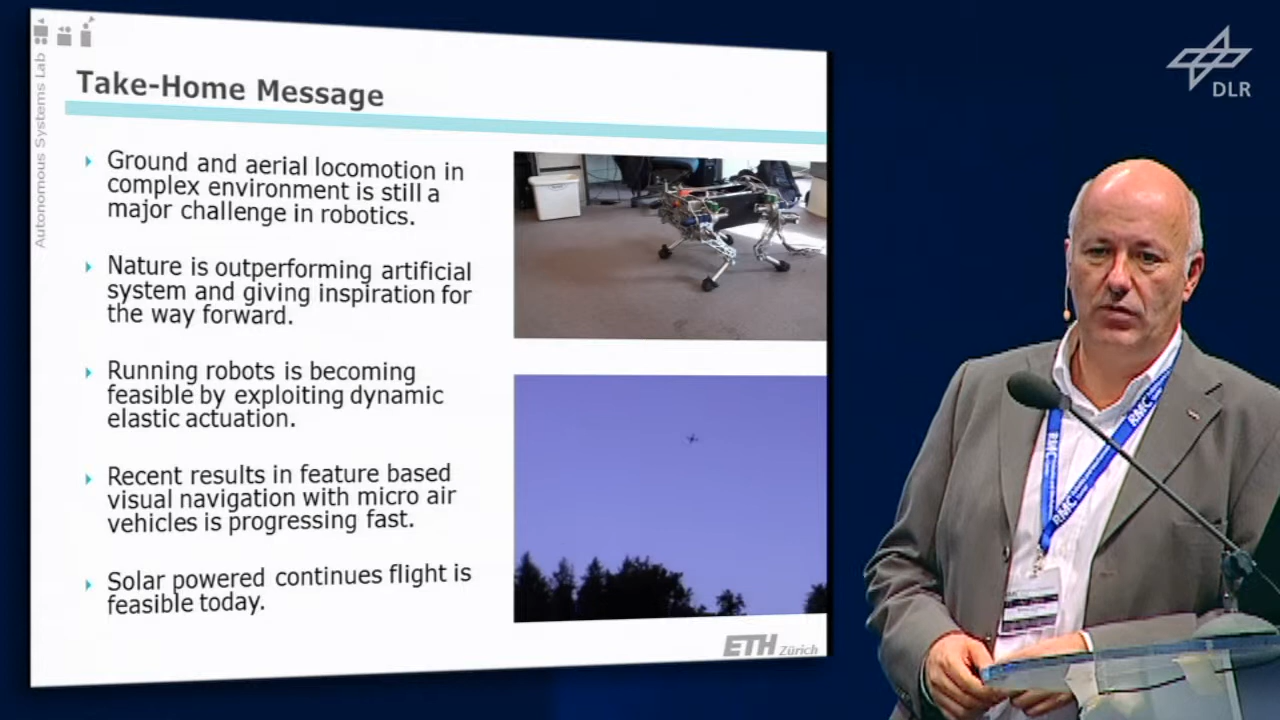 Autonomous Systems Lab
Take-Home Message
Ground and aerial locomotion in
complex environment is still a
major challenge in robotics.
Nature is outperforming artificial
system and giving inspiration for
the way forward.
Running robots is becoming
feasible by exploiting dynamic
elastic actuation.
Recent results in feature based
visual navigation with micro air
vehicles is progressing fast.
Solar powered continues flight is
feasible today.
ETH Zürich
DLR
RMC
RMC